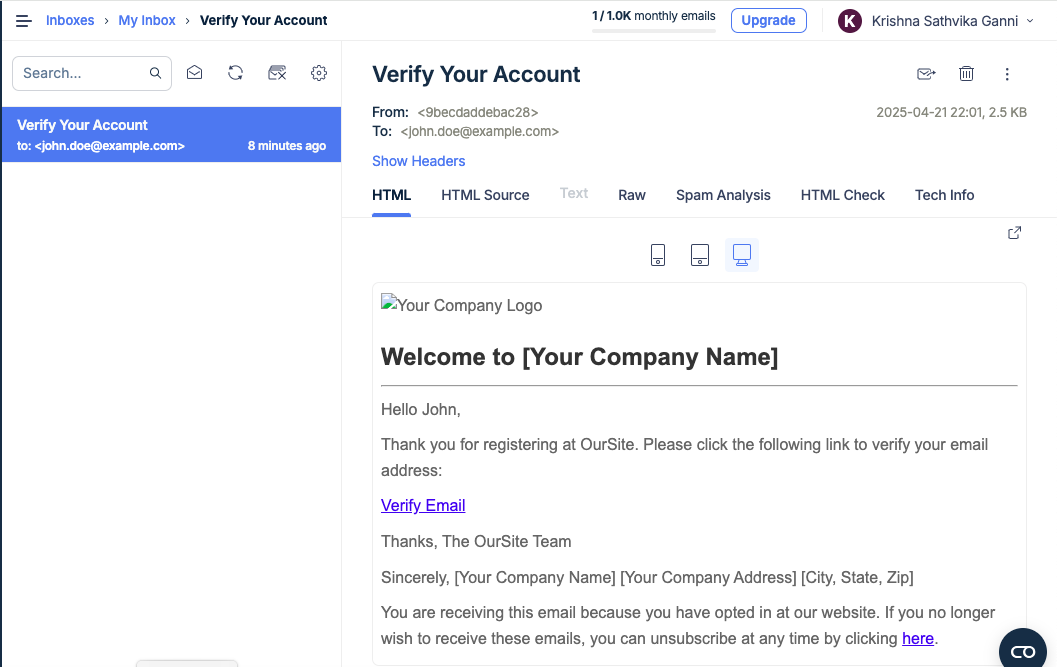 Inboxes › My Inbox › Verify Your Account
1 / 1.0K monthly emails
Upgrade
K
Krishna Sathvika Ganni
Search...
Verify Your Account
to: <john.doe@example.com>
8 minutes ago
Verify Your Account
From: <9becdaddebac28>
2025-04-21 22:01, 2.5 KB
To: <john.doe@example.com>
Show Headers
HTML HTML Source Text Raw Spam Analysis HTML Check Tech Info
Your Company Logo
Welcome to [Your Company Name]
Hello John,
Thank you for registering at OurSite. Please click the following link to verify your email
address:
Verify Email
Thanks, The OurSite Team
Sincerely, [Your Company Name] [Your Company Address] [City, State, Zip]
You are receiving this email because you have opted in at our website. If you no longer
wish to receive these emails, you can unsubscribe at any time by clicking here.